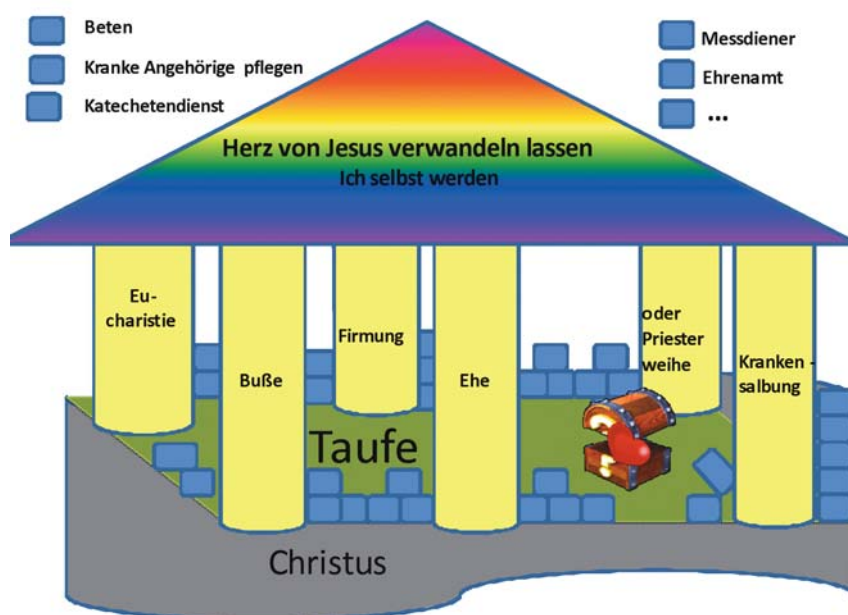 Beten
Kranke Angehörige pflegen
Katechetendienst
Messdiener
Ehrenamt
...
Herz von Jesus verwandeln lassen
Ich selbst werden
Eu-
charistie
Buße
Firmung
Ehe
oder
Priester
weihe
Kranken -
salbung
Taufe
Christus